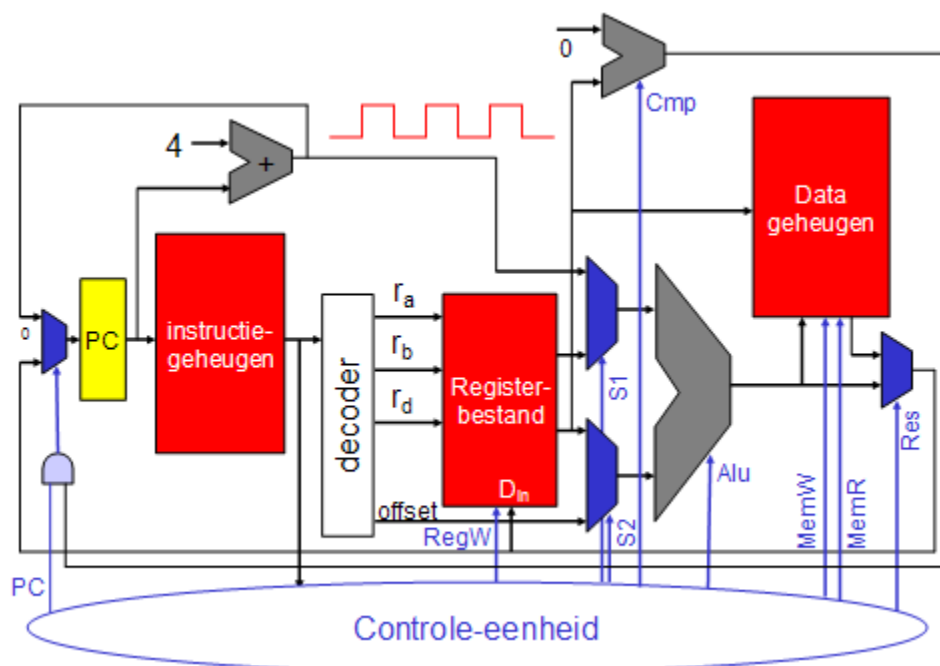 0
Cmp
4
+
Data
geheugen
0
PC
instructie-
geheugen
decoder
ra
rb
rd
offset
Register-
bestand
DIn
S1
S2
Alu
MemW
MemR
Res
RegW
PC
Controle-eenheid